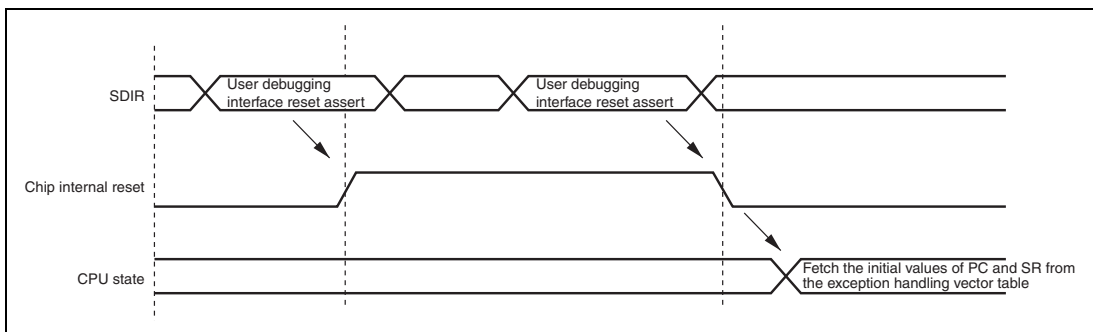 SDIR
User debugging
interface reset assert
User debugging
interface reset assert
Chip internal reset
CPU state
Fetch the initial values of PC and SR from
the exception handling vector table